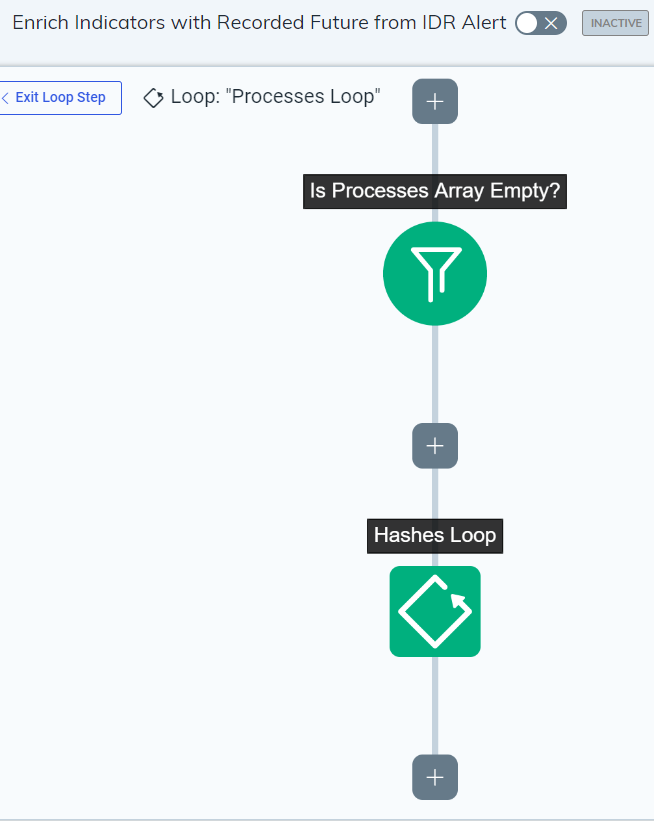 Enrich Indicators with Recorded Future from IDR Alert
INACTIVE
Exit Loop Step
Loop: "Processes Loop"
Is Processes Array Empty?
Hashes Loop